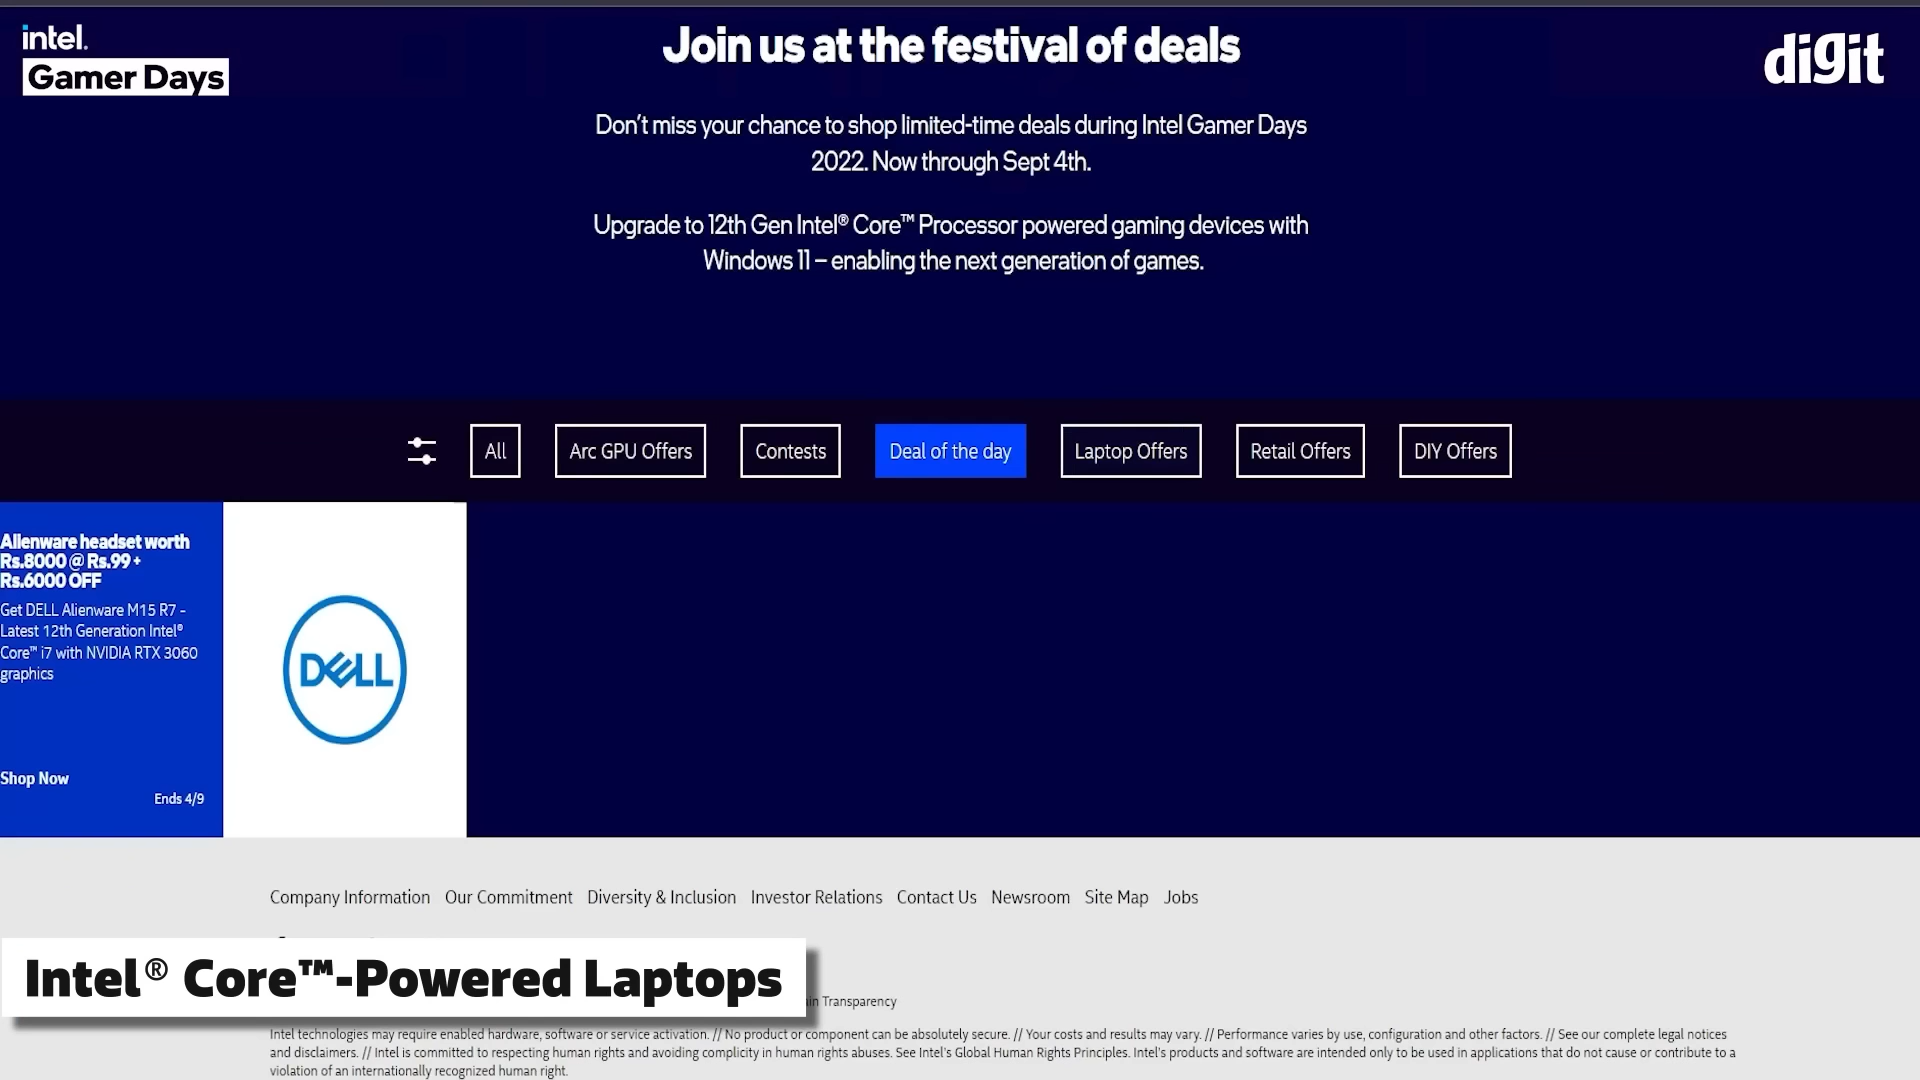 intel.
Gamer Days
Join us at the festival of deals
digit
Don't miss your chance to shop limited-time deals during Intel Gamer Days
2022. Now through Sept 4th.
Upgrade to 12th Gen Intel® Core™ Processor powered gaming devices with
Windows 11 – enabling the next generation of games.
All
Arc GPU Offers
Contests
Deal of the day
Laptop Offers
Retail Offers
DIY Offers
Alienware headset worth
Rs.8000 @ Rs.99 +
Rs.6000 OFF
Get DELL Alienware M15 R7 -
Latest 12th Generation Intel®
Core™ i7 with NVIDIA RTX 3060
graphics
Shop Now
Ends 4/9
DELL
Company Information Our Commitment Diversity & Inclusion Investor Relations Contact Us Newsroom Site Map Jobs
Intel® Core™-Powered Laptops
Transparency
Intel technologies may require enabled hardware, software or service activation. // No product or component can be absolutely secure. // Your costs and results may vary. // Performance varies by use, configuration and other factors. // See our complete legal notices
and disclaimers. // Intel is committed to respecting human rights and avoiding complicity in human rights abuses. See Intel's Global Human Rights Principles. Intel's products and software are intended only to be used in applications that do not cause or contribute to a
violation of an internationally recognized human right.